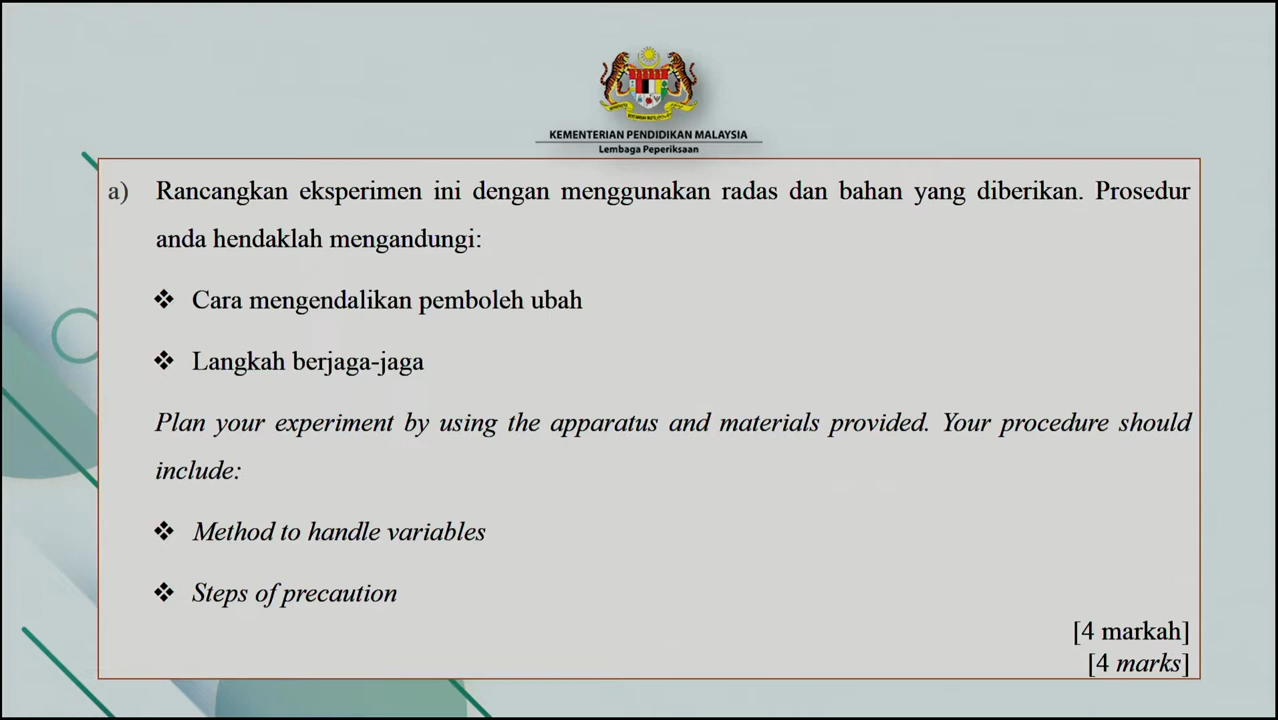 KEMENTERIAN PENDIDIKAN MALAYSIA
Lembaga Peperiksaan
a) Rancangkan eksperimen ini dengan menggunakan radas dan bahan yang diberikan. Prosedur
anda hendaklah mengandungi:
❖ Cara mengendalikan pemboleh ubah
❖ Langkah berjaga-jaga
Plan your experiment by using the apparatus and materials provided. Your procedure should
include:
❖ Method to handle variables
❖ Steps of precaution
[4 markah]
[4 marks]